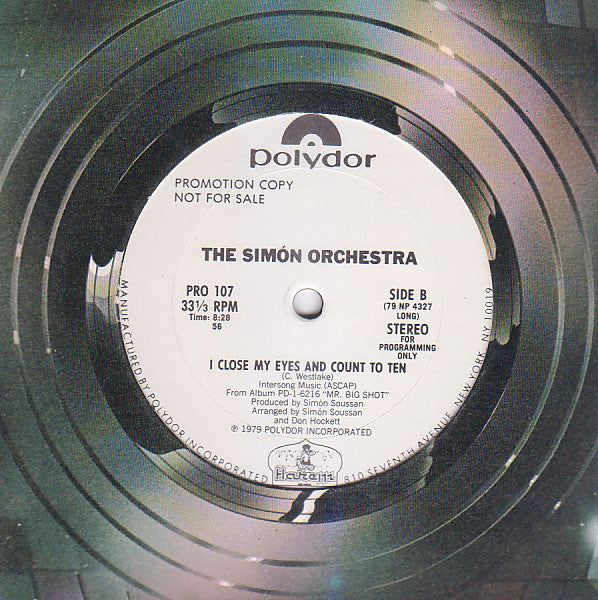 polydor
PROMOTION COPY
NOT FOR SALE
THE SIMÓN ORCHESTRA
PRO 107
33⅓ RPM
Time: 8:28
56
SIDE B
(79 NP 4327
LONG)
STEREO
FOR
PROGRAMMING
ONLY
I CLOSE MY EYES AND COUNT TO TEN
(C. Westlake)
Intersong Music (ASCAP)
From Album PD-1-6216 "MR. BIG SHOT"
Produced by Simón Soussan
Arranged by Simón Soussan
and Don Hockett
℗ 1979 POLYDOR INCORPORATED
Harem
MANUFACTURED BY POLYDOR INCORPORATED 810 SEVENTH AVENUE, NEW YORK, NY 10019